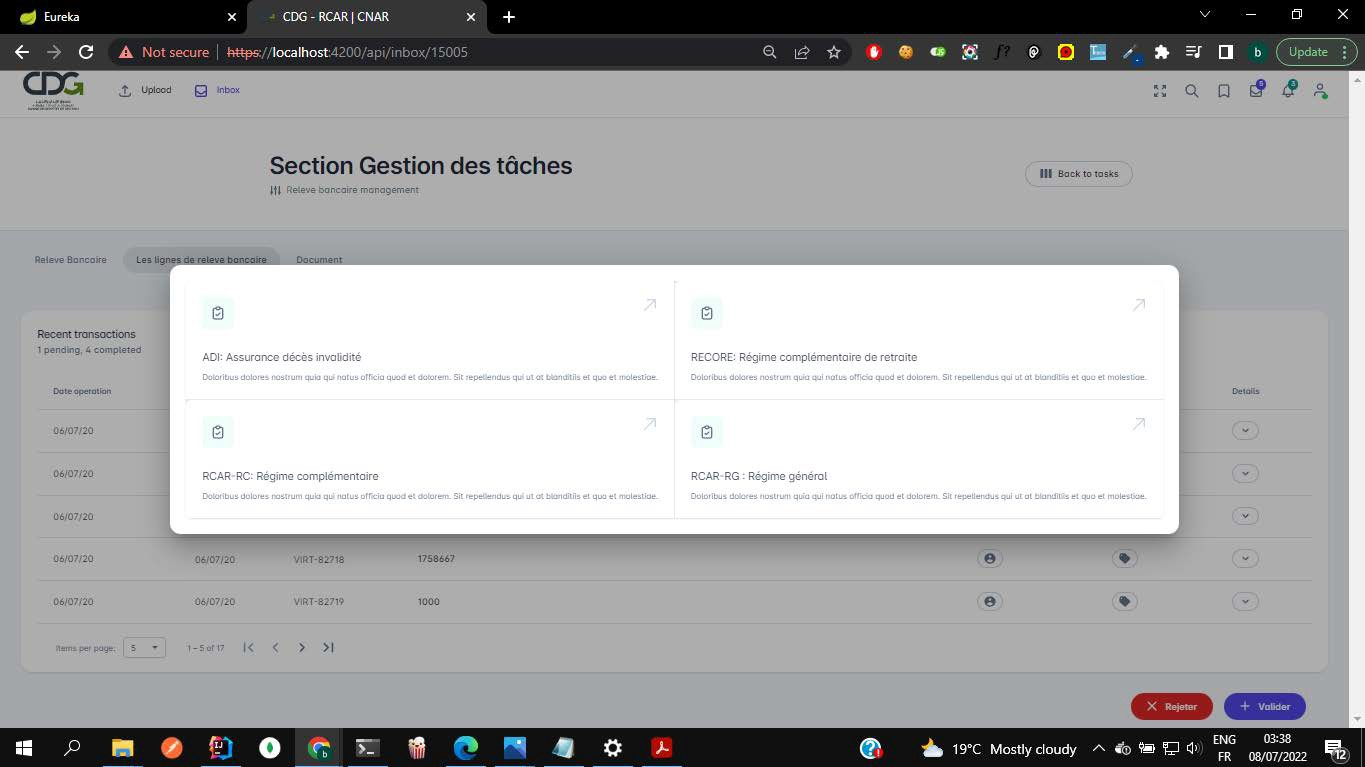 Eureka
CDG - RCAR | CNAR
Not secure
https://localhost:4200/api/inbox/15005
b
Update
CDG
Upload
Inbox
3
Section Gestion des tâches
Releve bancaire management
Back to tasks
Releve Bancaire
Les lignes de releve bancaire
Document
Recent transactions
1 pending, 4 completed
Date operation
Details
ADI: Assurance décès invalidité
Doloribus dolores nostrum quia qui natus officia quod et dolorem. Sit repellendus qui ut at blanditiis et quo et molestiae.
RECORE: Régime complémentaire de retraite
Doloribus dolores nostrum quia qui natus officia quod et dolorem. Sit repellendus qui ut at blanditiis et quo et molestiae.
RCAR-RC: Régime complémentaire
Doloribus dolores nostrum quia qui natus officia quod et dolorem. Sit repellendus qui ut at blanditiis et quo et molestiae.
RCAR-RG : Régime général
Doloribus dolores nostrum quia qui natus officia quod et dolorem. Sit repellendus qui ut at blanditiis et quo et molestiae.
06/07/20
06/07/20
06/07/20
06/07/20 06/07/20 VIRT-82718 1758667
06/07/20 06/07/20 VIRT-82719 1000
Items per page: 5 1 – 5 of 17
Rejeter
Valider
19°C Mostly cloudy
ENG
FR
03:38
08/07/2022
12